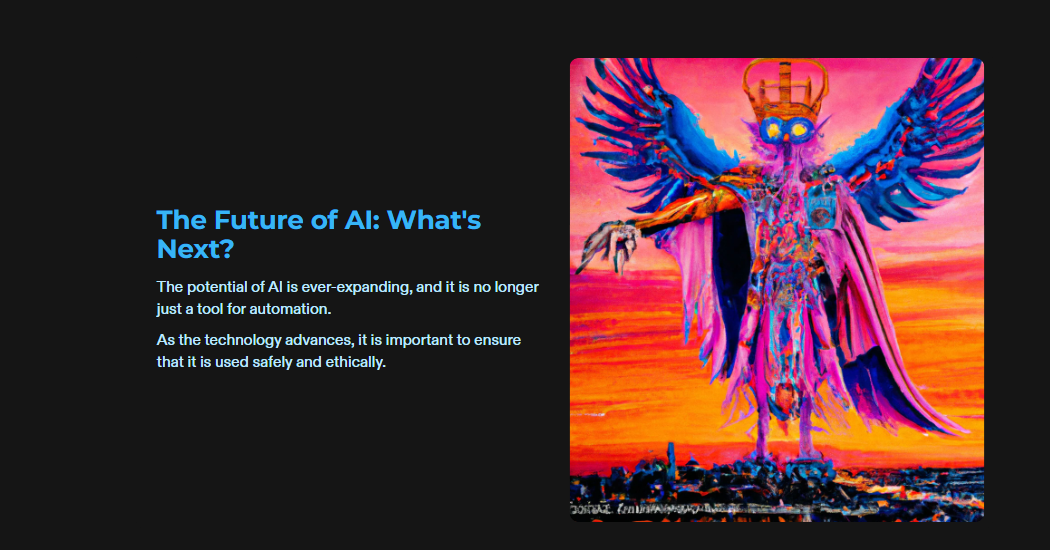 The Future of AI: What's
Next?
The potential of AI is ever-expanding, and it is no longer
just a tool for automation.
As the technology advances, it is important to ensure
that it is used safely and ethically.